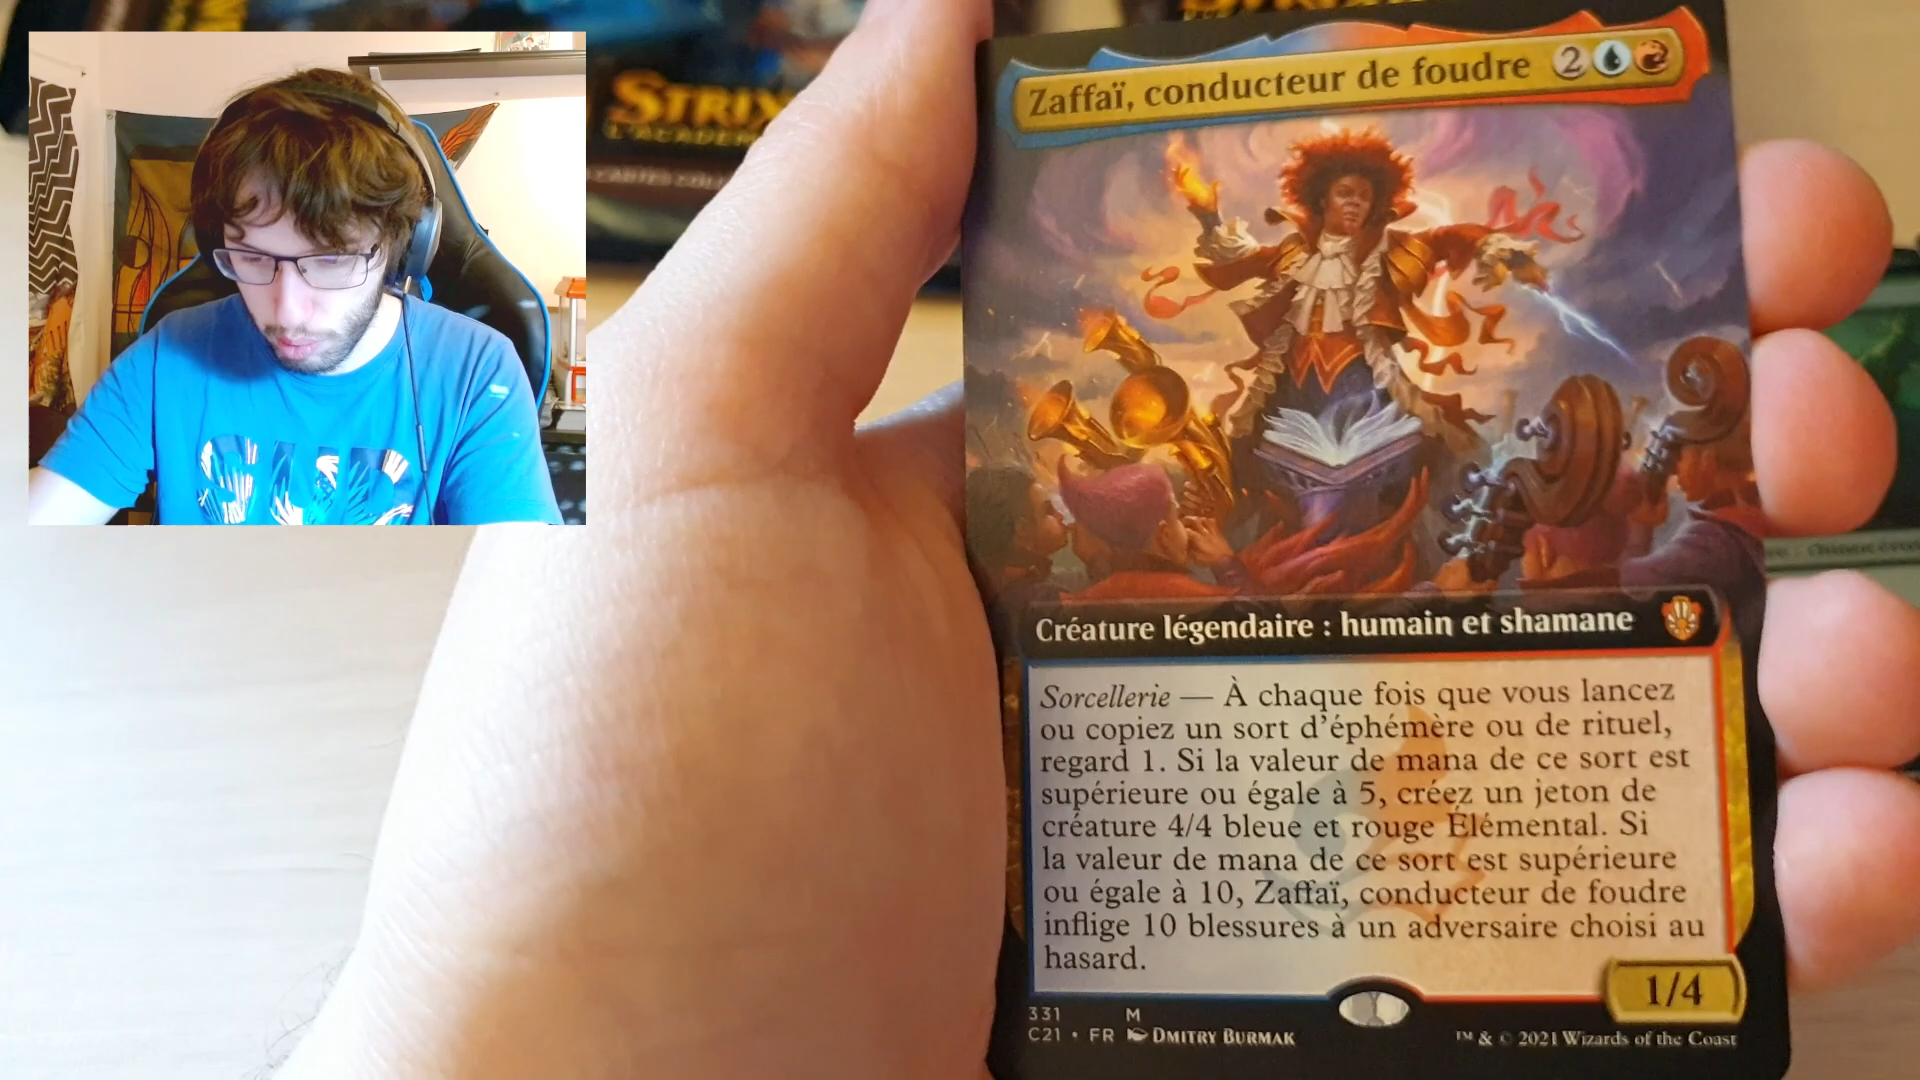 STRIX
L'ACADEM
CARTES COLL
Zaffaï, conducteur de foudre 2
Créature légendaire : humain et shamane
Sorcellerie — À chaque fois que vous lancez
ou copiez un sort d'éphémère ou de rituel,
regard 1. Si la valeur de mana de ce sort est
supérieure ou égale à 5, créez un jeton de
créature 4/4 bleue et rouge Élémental. Si
la valeur de mana de ce sort est supérieure
ou égale à 10, Zaffaï, conducteur de foudre
inflige 10 blessures à un adversaire choisi au
hasard.
1/4
331 M
C21 • FR DMITRY BURMAK
™ & © 2021 Wizards of the Coast